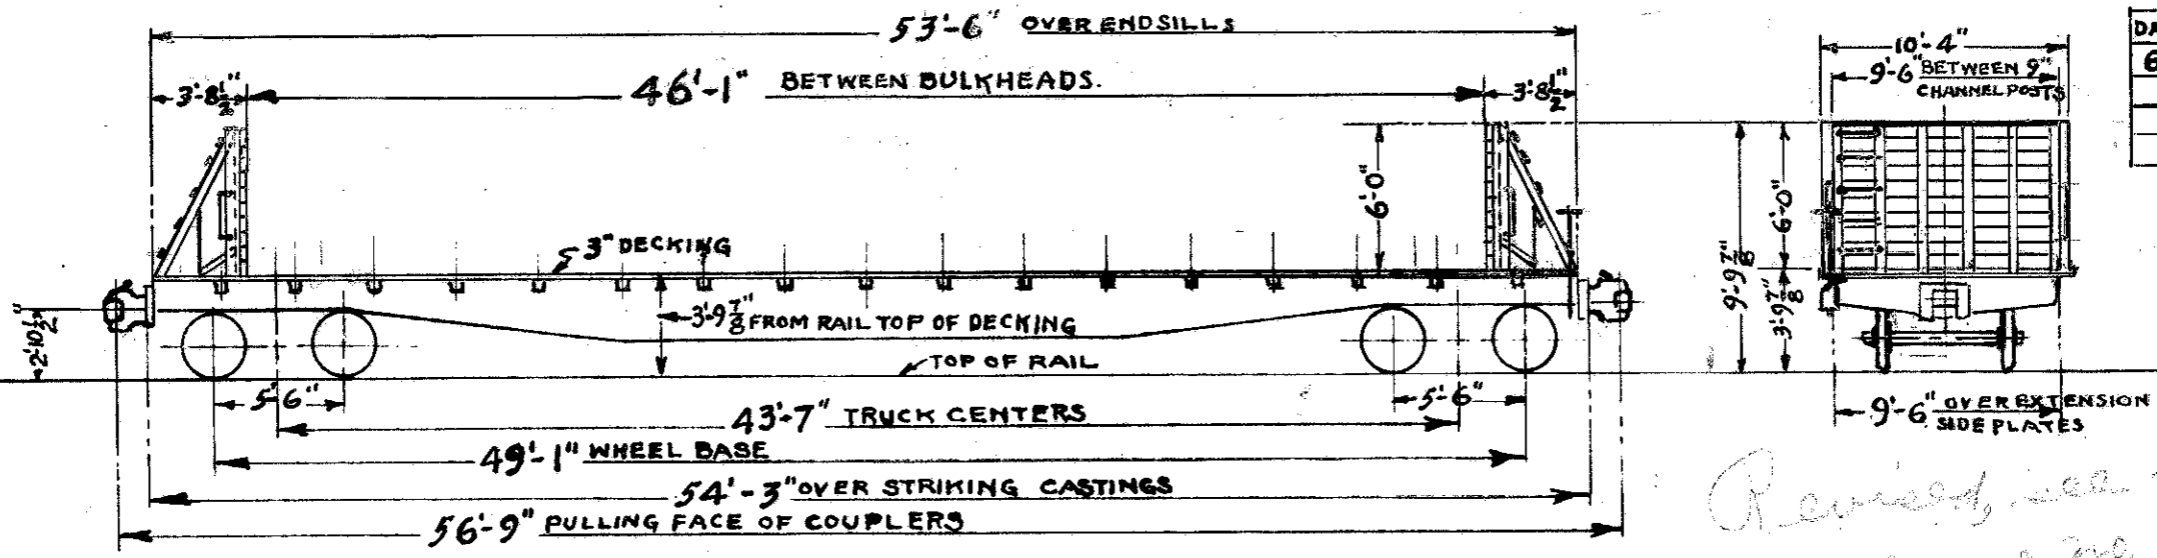 53'-6" OVER ENDSILLS
3'-8½" 46'-1" BETWEEN BULKHEADS. 3'-8½"
10'-4"
9'-6" BETWEEN 9"
CHANNEL POSTS
DA
6
6'-0"
3" DECKING
9'-9⅞"
6'-0"
3'-9⅞"
2'-10½"
3'-9⅞ FROM RAIL TOP OF DECKING
TOP OF RAIL
5'-6"
5'-6"
43'-7" TRUCK CENTERS
9'-6" OVER EXTENSION
SIDE PLATES
49'-1" WHEEL BASE
54'-3" OVER STRIKING CASTINGS
56'-9" PULLING FACE OF COUPLERS
Revised, see